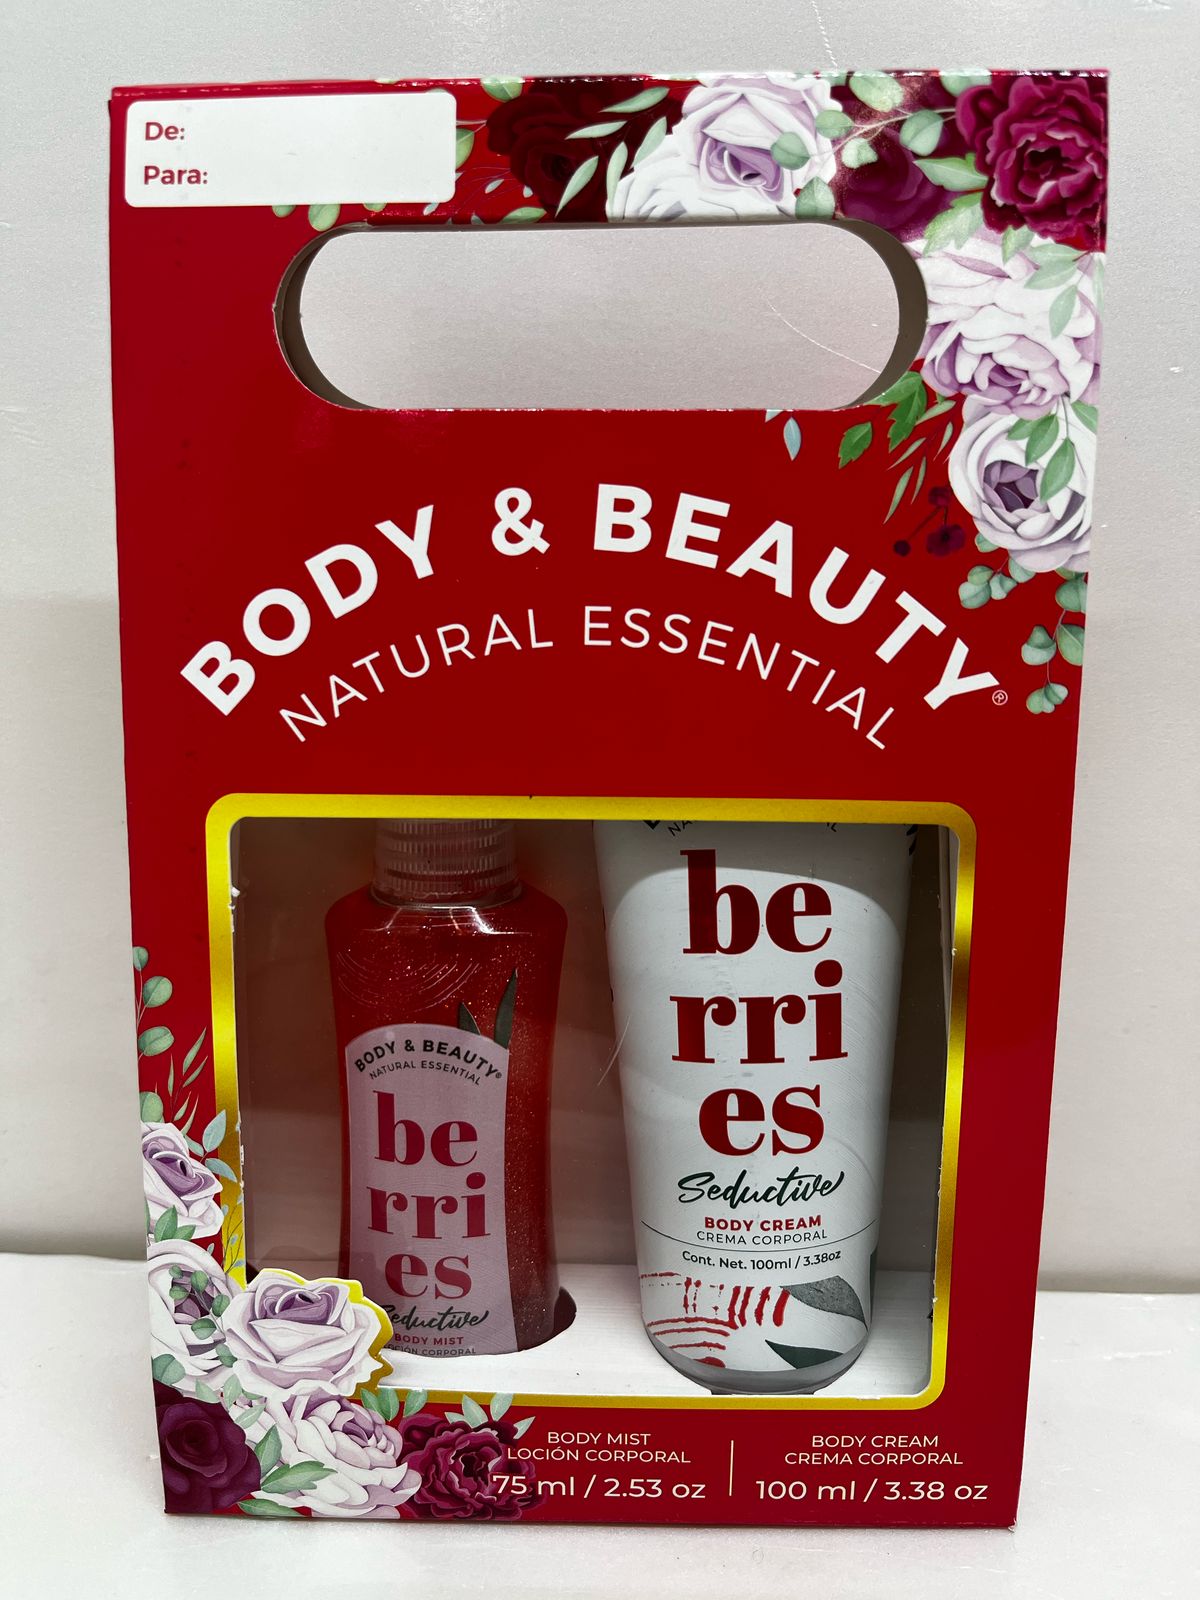 De:
Para:
BODY & BEAUTY®
NATURAL ESSENTIAL
BODY & BEAUTY®
NATURAL ESSENTIAL
be
rri
es
Seductive
BODY MIST
LOCIÓN CORPORAL
be
rri
es
Seductive
BODY CREAM
CREMA CORPORAL
Cont. Net. 100ml / 3.38oz
BODY MIST
LOCIÓN CORPORAL
75 ml / 2.53 oz
BODY CREAM
CREMA CORPORAL
100 ml / 3.38 oz